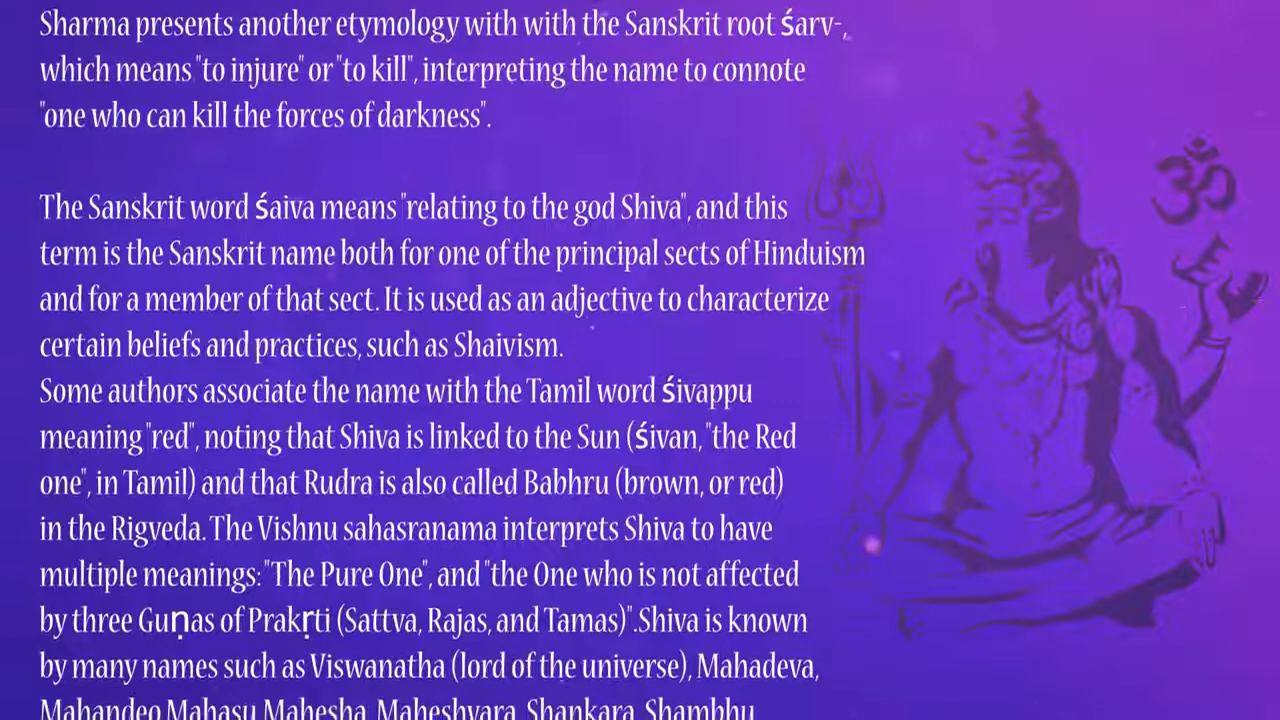 Sharma presents another etymology with with the Sanskrit root śarv-,
which means "to injure" or "to kill", interpreting the name to connote
"one who can kill the forces of darkness".
The Sanskrit word śaiva means "relating to the god Shiva", and this
term is the Sanskrit name both for one of the principal sects of Hinduism
and for a member of that sect. It is used as an adjective to characterize
certain beliefs and practices, such as Shaivism.
Some authors associate the name with the Tamil word śivappu
meaning "red", noting that Shiva is linked to the Sun (śivan, "the Red
one", in Tamil) and that Rudra is also called Babhru (brown, or red)
in the Rigveda. The Vishnu sahasranama interprets Shiva to have
multiple meanings: "The Pure One", and "the One who is not affected
by three Guṇas of Prakṛti (Sattva, Rajas, and Tamas)".Shiva is known
by many names such as Viswanatha (lord of the universe), Mahadeva,
Mahandeo,Mahasu,Mahesha, Maheshvara, Shankara, Shambhu,
ॐ